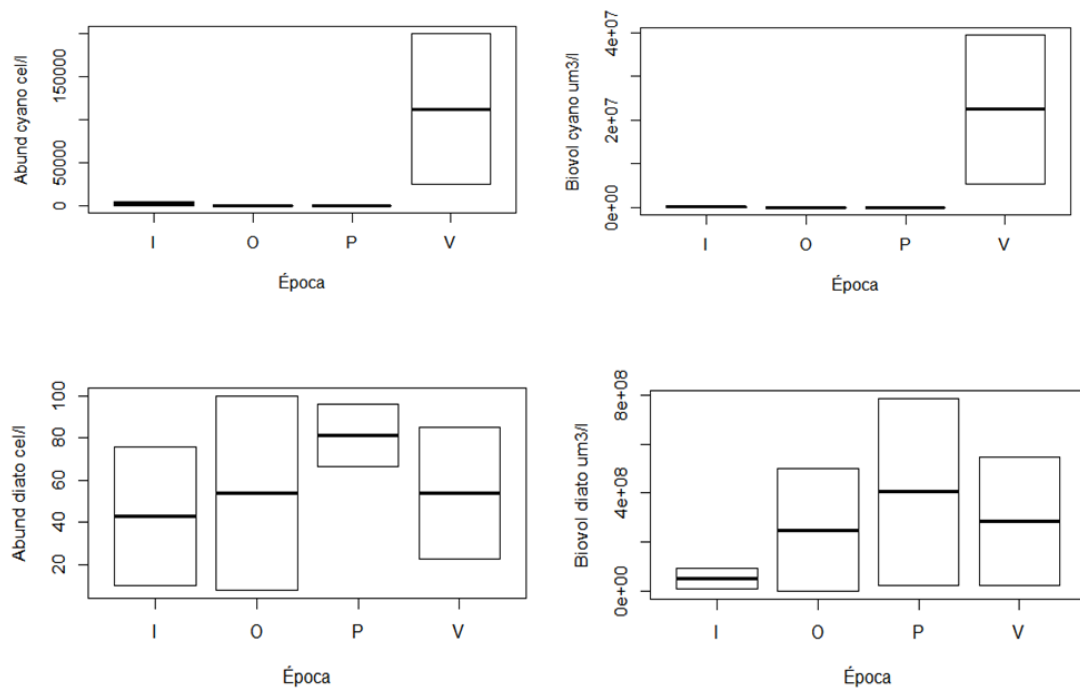 Abund cyano cel/l
150000
50000
0
I O P V
Época
Biovol cyano um3/l
4e+07
2e+07
0e+00
I O P V
Época
Abund diato cel/l
100
80
60
40
20
I O P V
Época
Biovol diato um3/l
8e+08
4e+08
0e+00
I O P V
Época